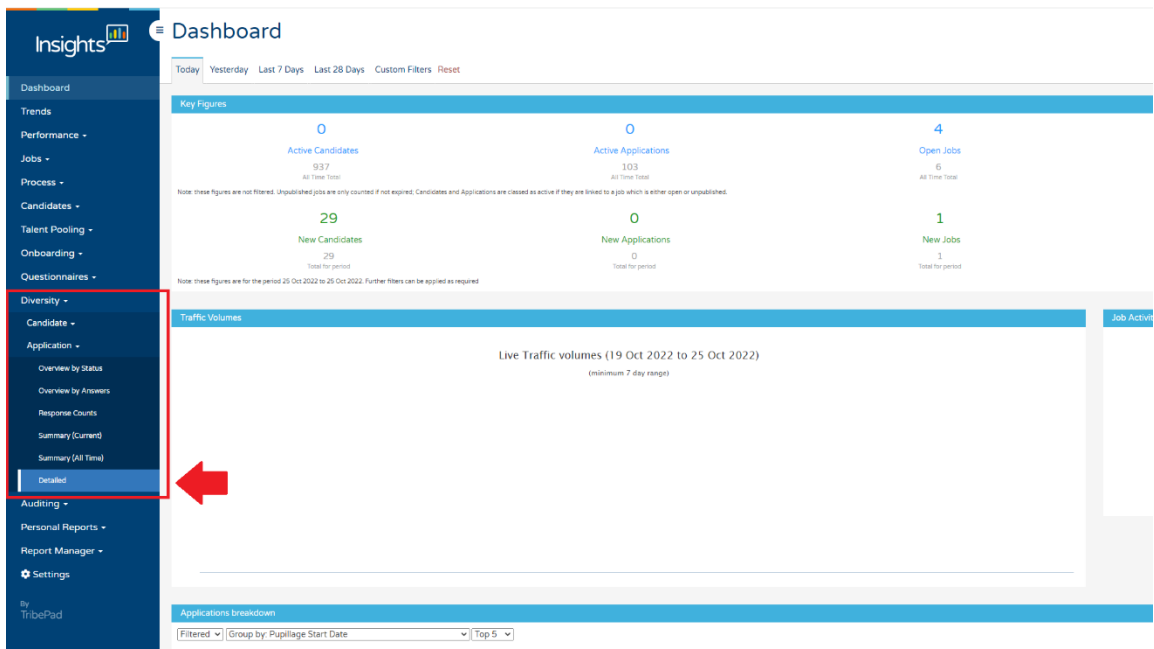 Insights
Dashboard
Trends
Performance
Jobs
Process
Candidates
Talent Pooling
Onboarding
Questionnaires
Diversity
Candidate
Application
Overview by Status
Overview by Answers
Response Counts
Summary (Current)
Summary (All Time)
Detailed
Auditing
Personal Reports
Report Manager
Settings
By
TribePad
Dashboard
Today Yesterday Last 7 Days Last 28 Days Custom Filters Reset
Key Figures
0 0 4
Active Candidates Active Applications Open Jobs
937 103 6
All Time Total All Time Total All Time Total
Note: these figures are not filtered. Unpublished jobs are only counted if not expired; Candidates and Applications are classed as active if they are linked to a job which is either open or unpublished.
29 0 1
New Candidates New Applications New Jobs
29 0 1
Total for period Total for period Total for period
Note: these figures are for the period 25 Oct 2022 to 25 Oct 2022. Further filters can be applied as required
Traffic Volumes
Live Traffic volumes (19 Oct 2022 to 25 Oct 2022)
(minimum 7 day range)
Job Activit
Applications breakdown
Filtered Group by: Pupillage Start Date Top 5